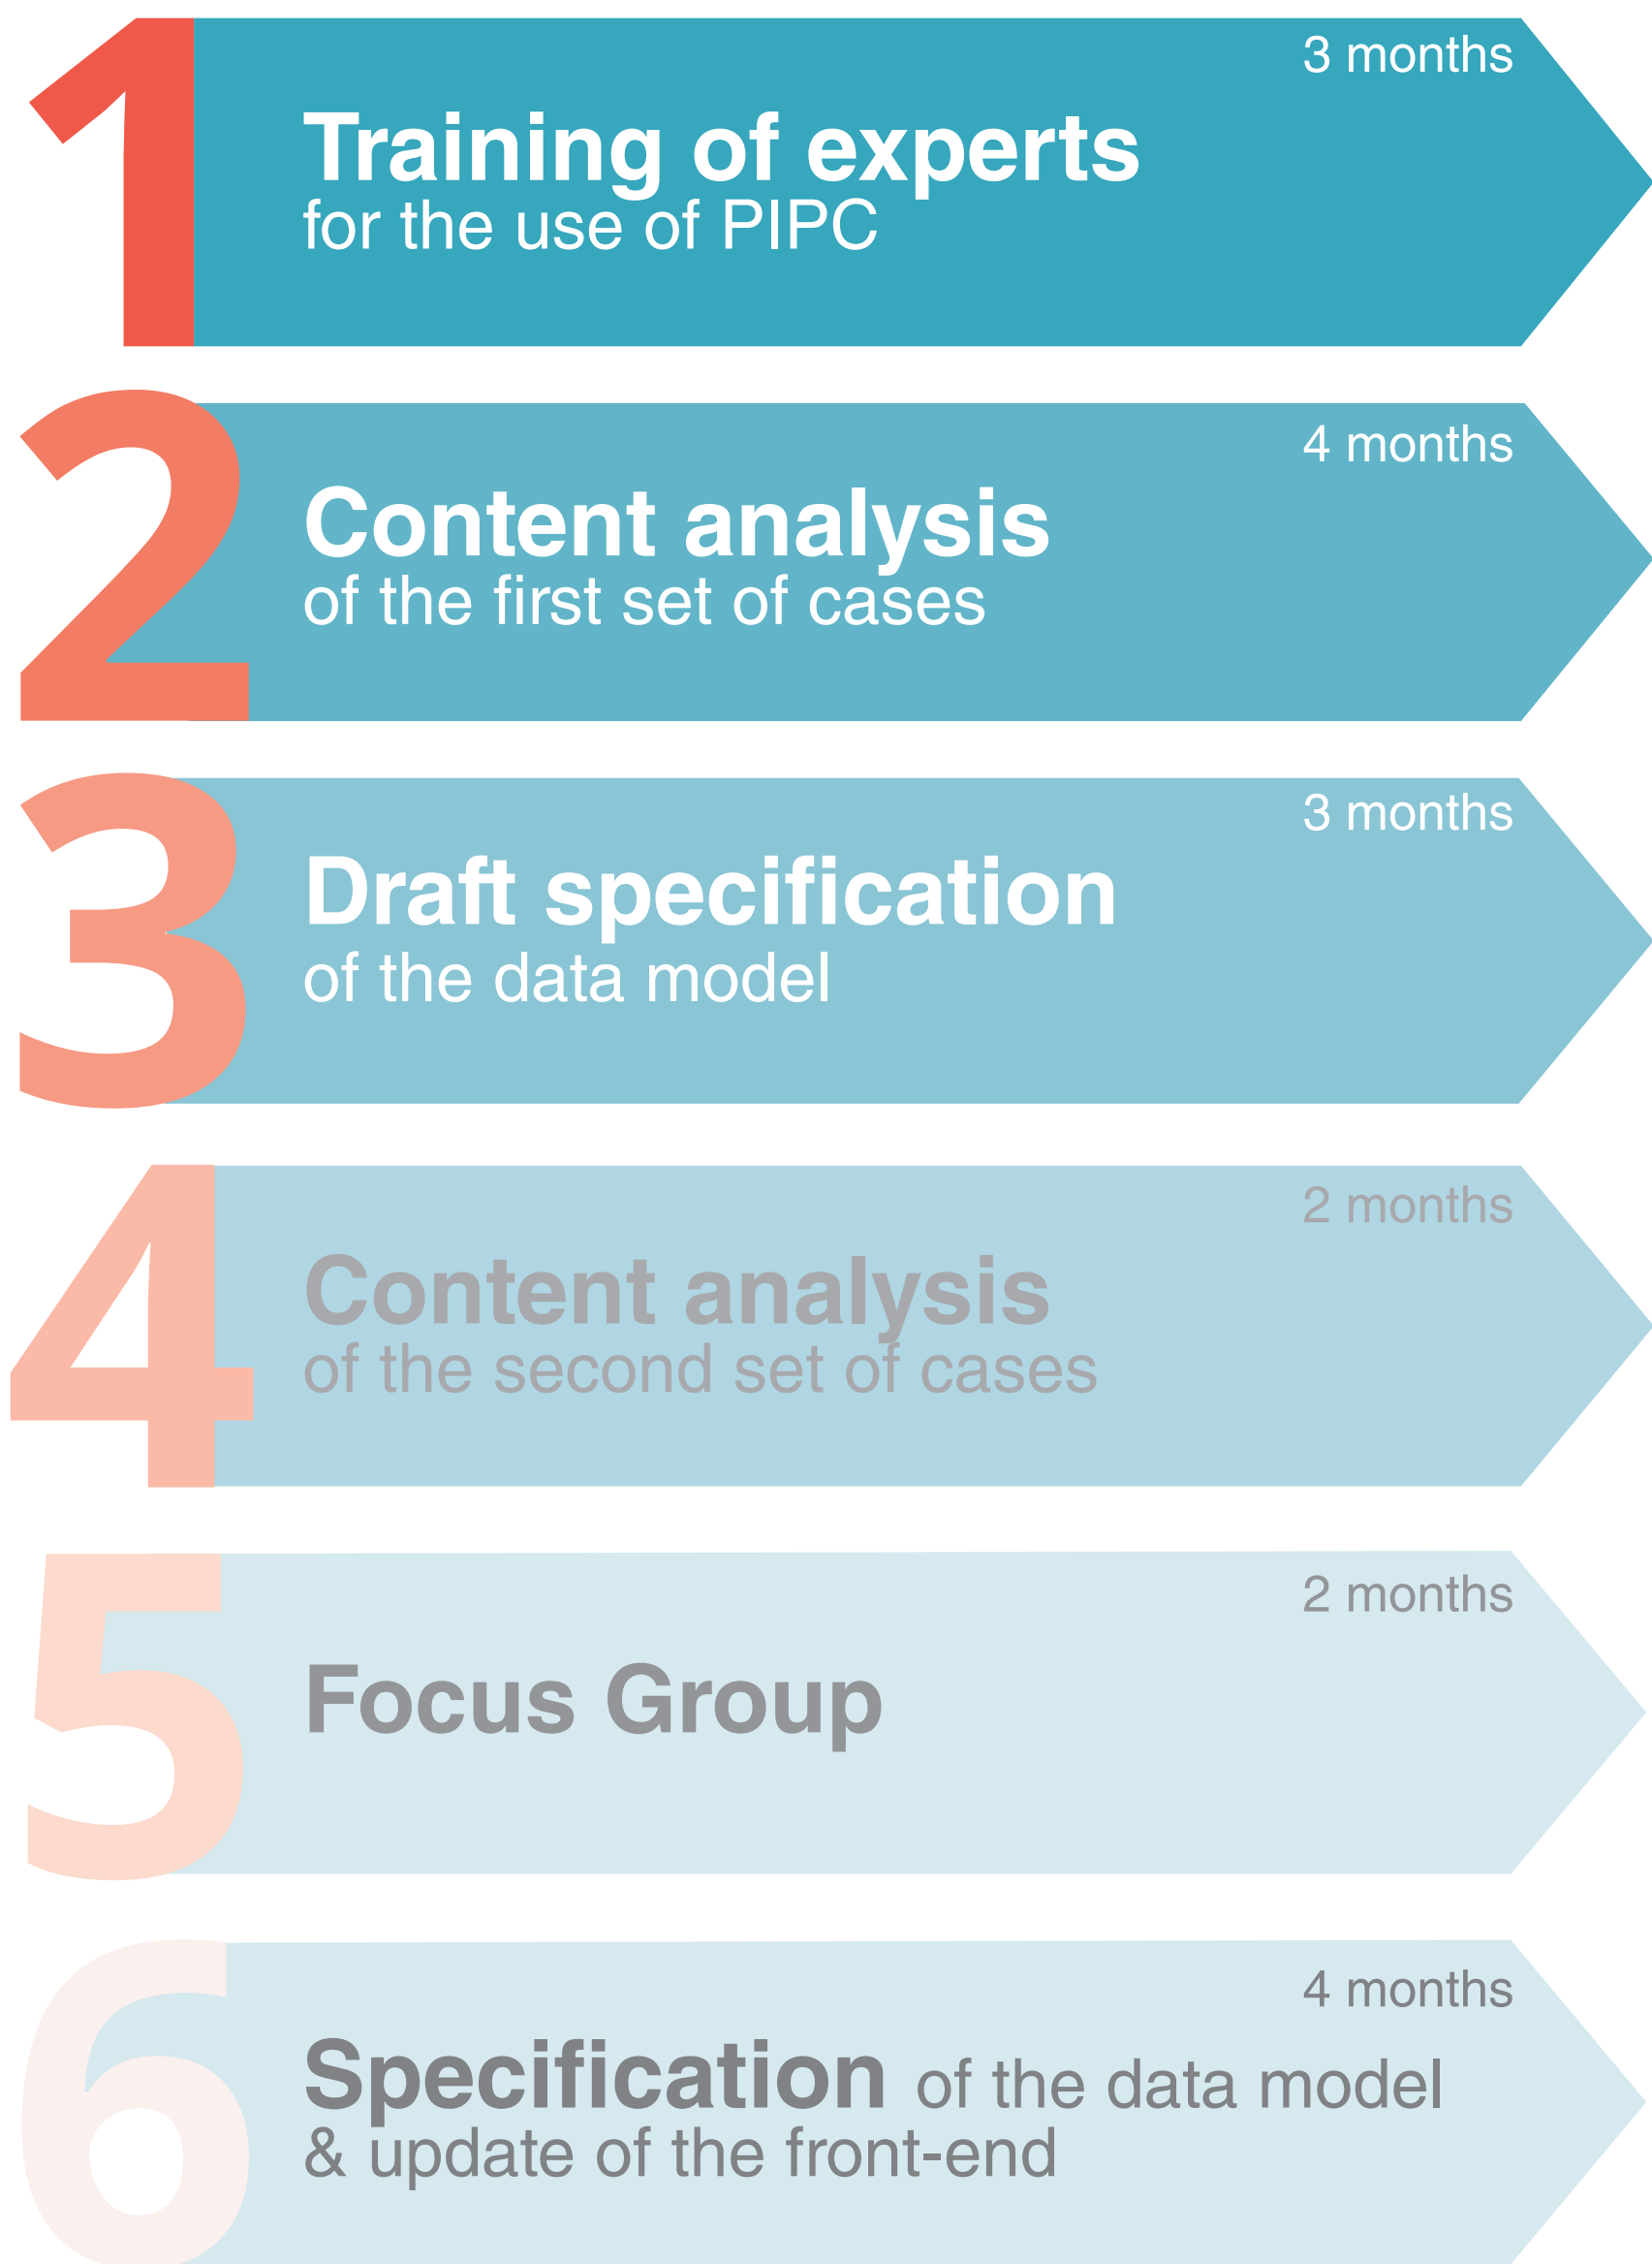 1
3 months
Training of experts
for the use of PIPC
2
4 months
Content analysis
of the first set of cases
3
3 months
Draft specification
of the data model
4
2 months
Content analysis
of the second set of cases
5
2 months
Focus Group
6
4 months
Specification of the data model
& update of the front-end